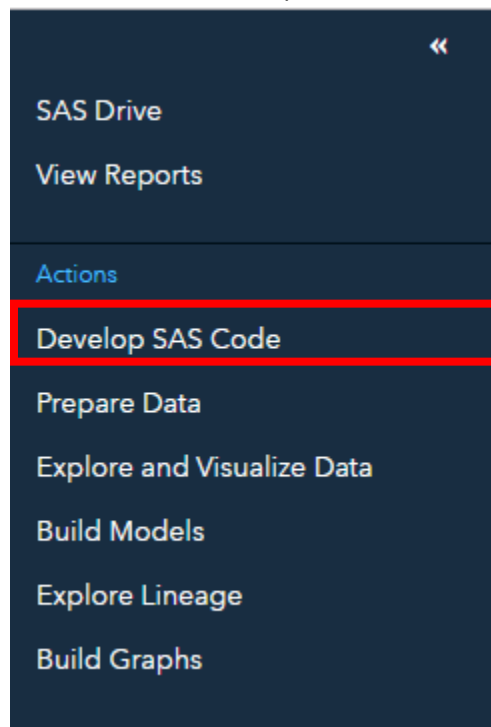 «
SAS Drive
View Reports
Actions
Develop SAS Code
Prepare Data
Explore and Visualize Data
Build Models
Explore Lineage
Build Graphs